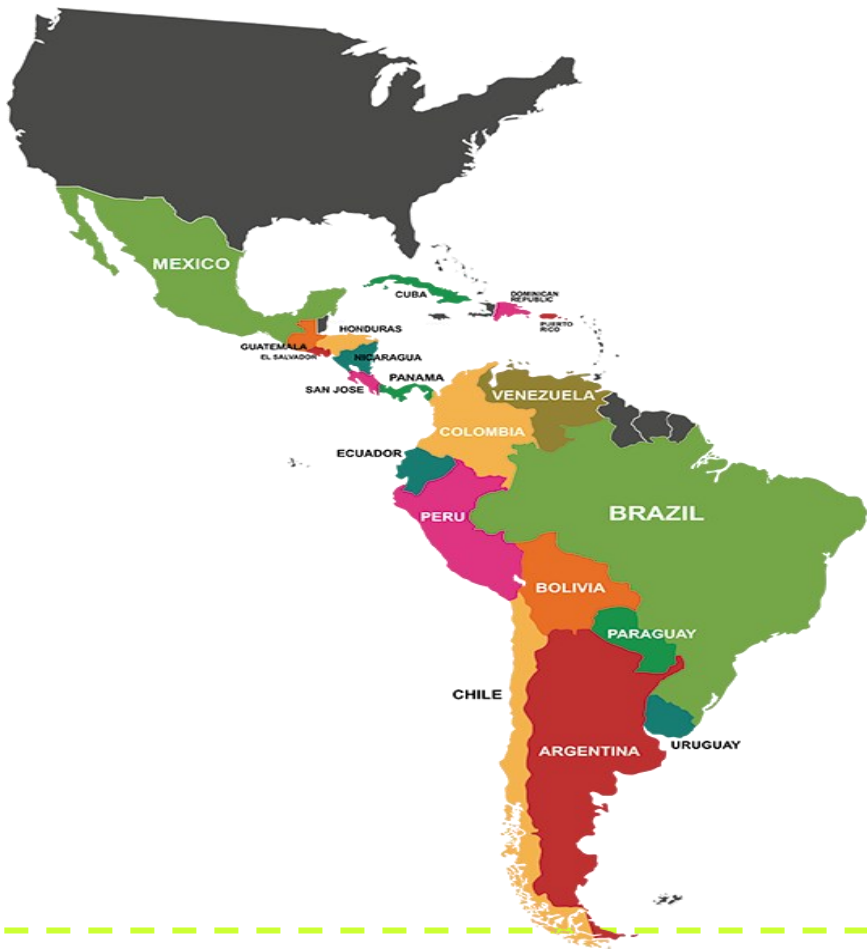 MEXICO
CUBA
DOMINICAN
REPUBLIC
PUERTO
RICO
HONDURAS
GUATEMALA
EL SALVADOR
NICARAGUA
PANAMA
SAN JOSE
VENEZUELA
COLOMBIA
ECUADOR
PERU
BRAZIL
BOLIVIA
PARAGUAY
CHILE
URUGUAY
ARGENTINA